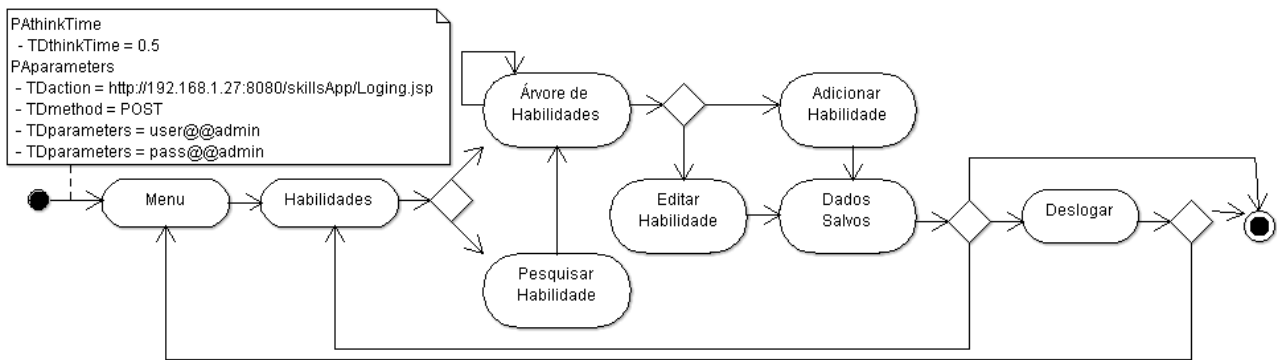 PAthinkTime
- TDthinkTime = 0.5
PAparameters
- TDaction = http://192.168.1.27:8080/skillsApp/Loging.jsp
- TDmethod = POST
- TDparameters = user@@admin
- TDparameters = pass@@admin
Menu
Habilidades
Árvore de
Habilidades
Pesquisar
Habilidade
Adicionar
Habilidade
Editar
Habilidade
Dados
Salvos
Deslogar